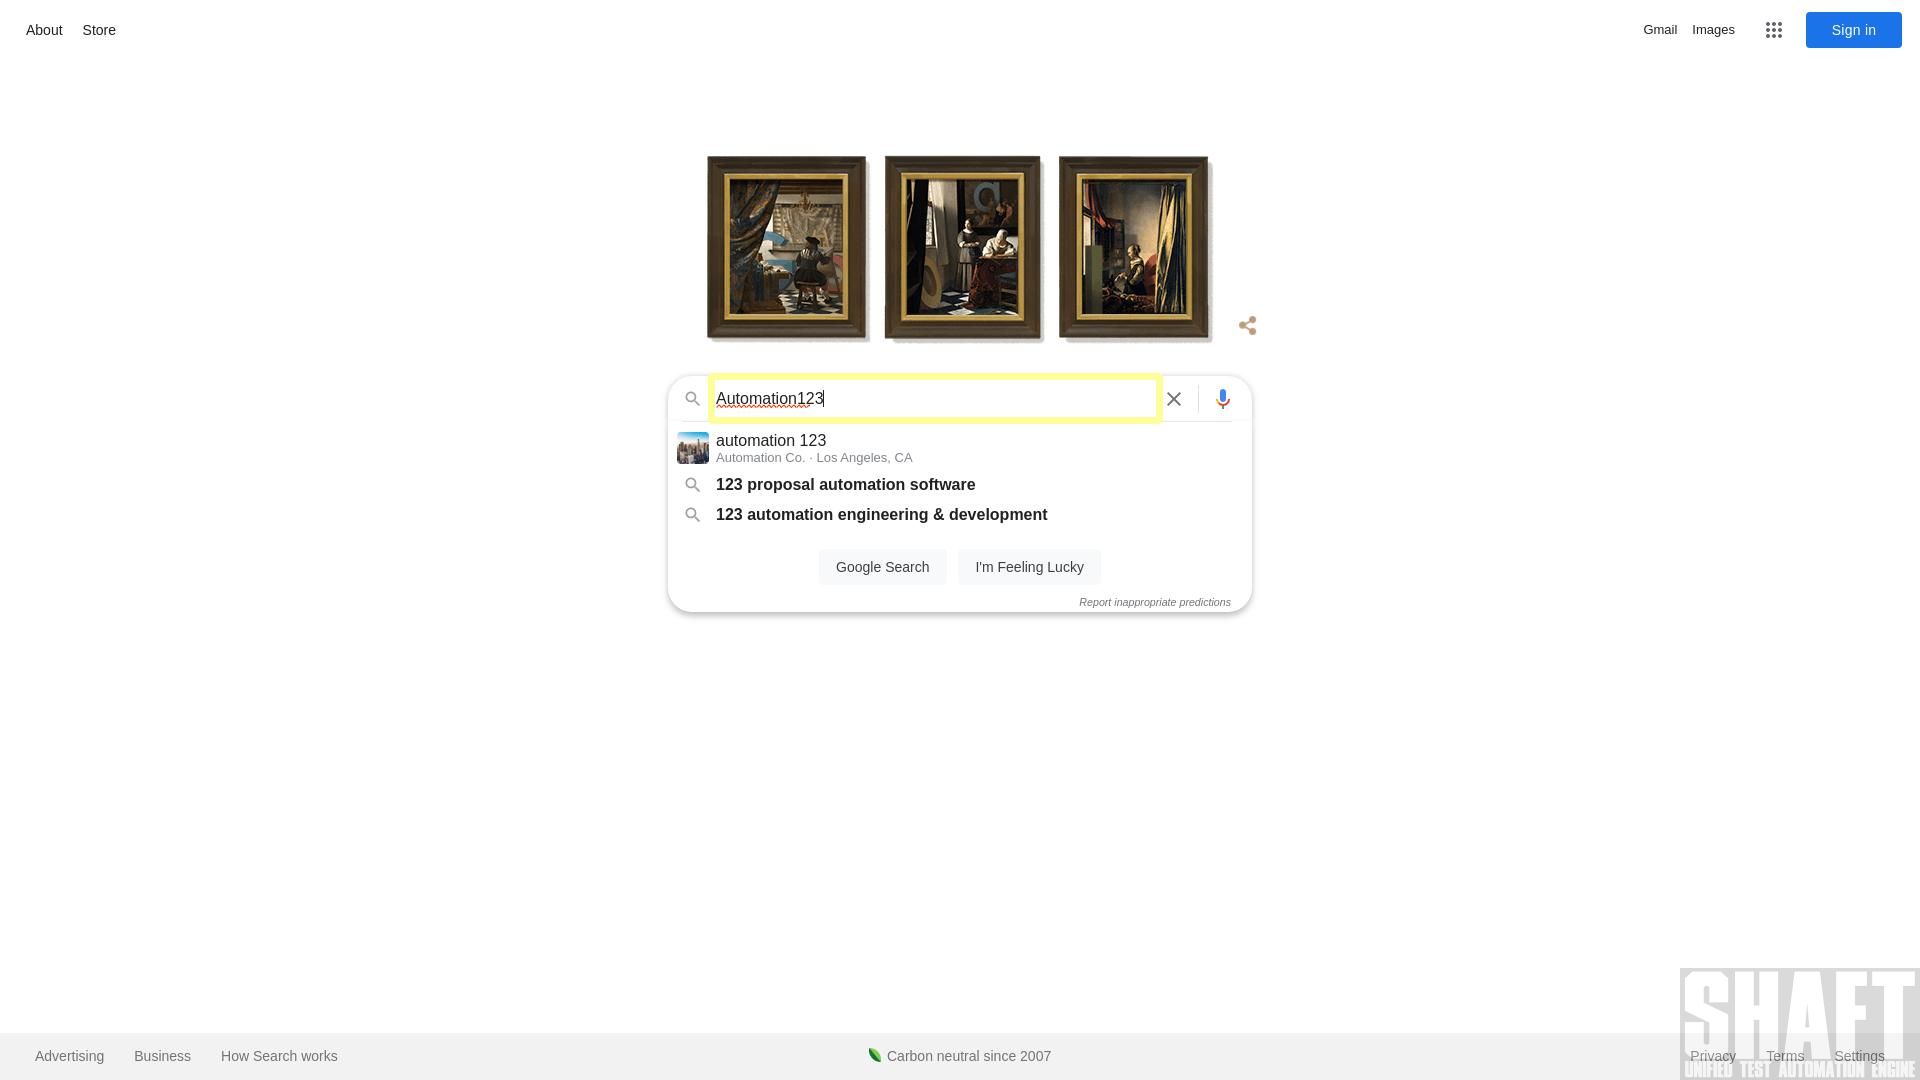 About Store
Gmail Images
Sign in
Automation123
automation 123
Automation Co. · Los Angeles, CA
123 proposal automation software
123 automation engineering & development
Google Search
I'm Feeling Lucky
Report inappropriate predictions
SHAFT
UNIFIED TEST AUTOMATION ENGINE
Advertising Business How Search works
Carbon neutral since 2007
Privacy Terms Settings